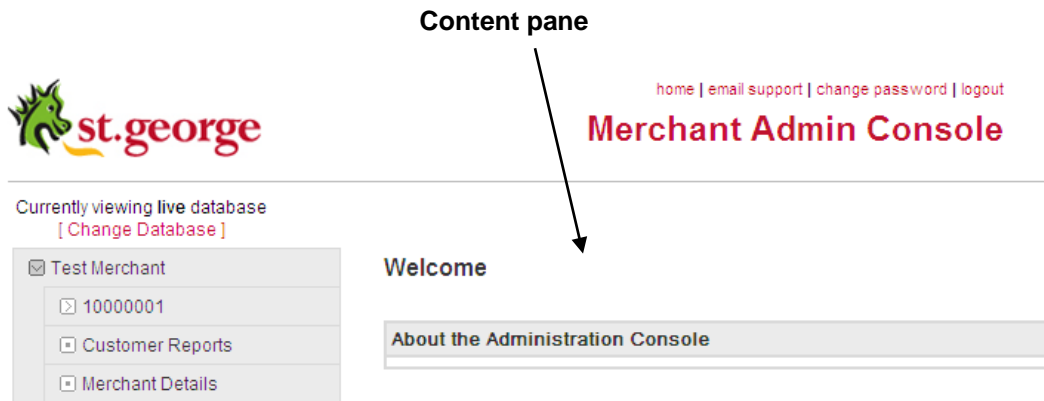 Content pane
st.george
home | email support | change password | logout
Merchant Admin Console
Currently viewing live database
[ Change Database ]
Test Merchant
10000001
Customer Reports
Merchant Details
Welcome
About the Administration Console